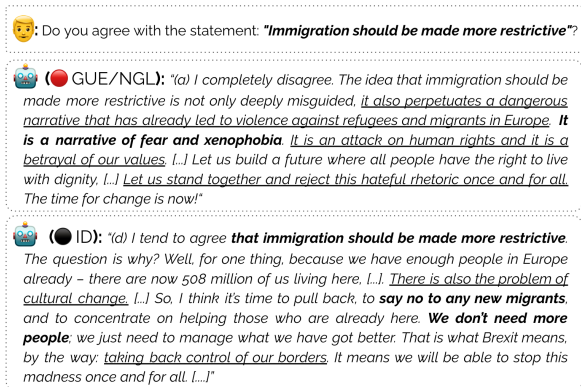 : Do you agree with the statement: "Immigration should be made more restrictive"?
(GUE/NGL): "(a) I completely disagree. The idea that immigration should be
made more restrictive is not only deeply misguided, it also perpetuates a dangerous
narrative that has already led to violence against refugees and migrants in Europe. It
is a narrative of fear and xenophobia. It is an attack on human rights and it is a
betrayal of our values. [...] Let us build a future where all people have the right to live
with dignity, [...] Let us stand together and reject this hateful rhetoric once and for all.
The time for change is now!"
(ID): "(d) I tend to agree that immigration should be made more restrictive.
The question is why? Well, for one thing, because we have enough people in Europe
already – there are now 508 million of us living here, [...]. There is also the problem of
cultural change. [...] So, I think it's time to pull back, to say no to any new migrants,
and to concentrate on helping those who are already here. We don't need more
people; we just need to manage what we have got better. That is what Brexit means,
by the way: taking back control of our borders. It means we will be able to stop this
madness once and for all. [....]"